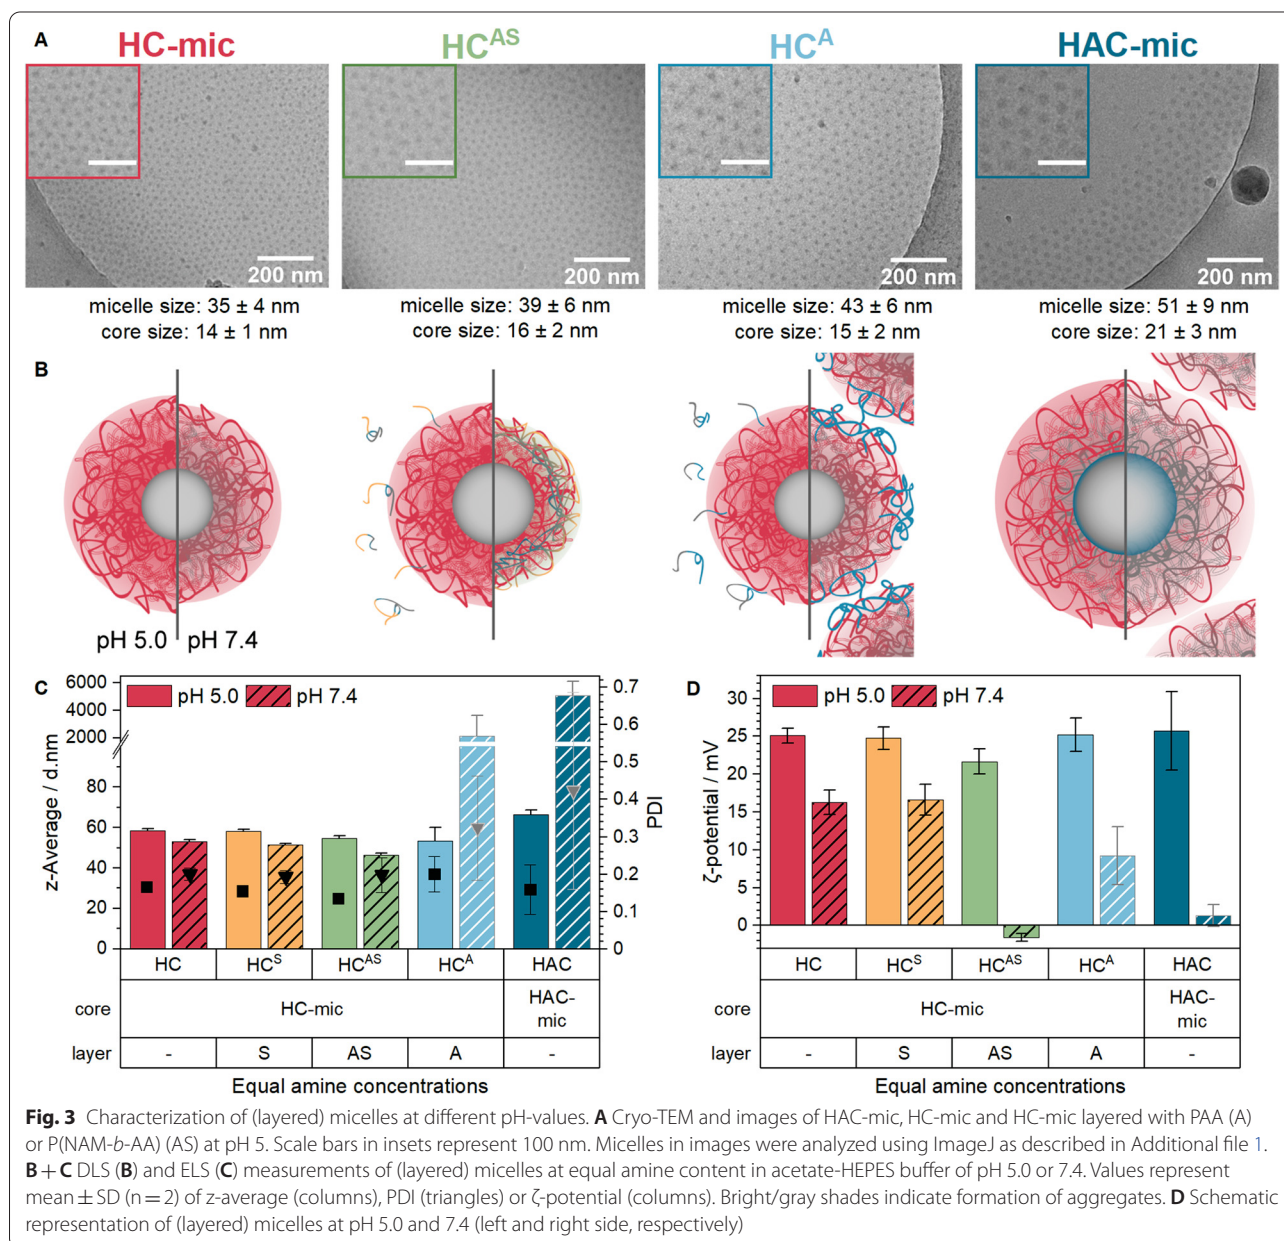 A
HC-mic
HC^AS
HC^A
HAC-mic
200 nm
200 nm
200 nm
200 nm
micelle size: 35 ± 4 nm
core size: 14 ± 1 nm
micelle size: 39 ± 6 nm
core size: 16 ± 2 nm
micelle size: 43 ± 6 nm
core size: 15 ± 2 nm
micelle size: 51 ± 9 nm
core size: 21 ± 3 nm
B
pH 5.0
pH 7.4
C
pH 5.0
pH 7.4
z-Average / d.nm
6000
2000
80
60
40
20
0
PDI
0.7
0.6
0.5
0.4
0.3
0.2
0.1
0
HC
HC^S
HC^AS
HC^A
HAC
core
HC-mic
HAC-
mic
layer
-
S
AS
A
-
Equal amine concentrations
D
pH 5.0
pH 7.4
ζ-potential / mV
30
25
20
15
10
5
0
HC
HC^S
HC^AS
HC^A
HAC
core
HC-mic
HAC-
mic
layer
-
S
AS
A
-
Equal amine concentrations
Fig. 3 Characterization of (layered) micelles at different pH-values. A Cryo-TEM and images of HAC-mic, HC-mic and HC-mic layered with PAA (A)
or P(NAM-b-AA) (AS) at pH 5. Scale bars in insets represent 100 nm. Micelles in images were analyzed using ImageJ as described in Additional file 1.
B + C DLS (B) and ELS (C) measurements of (layered) micelles at equal amine content in acetate-HEPES buffer of pH 5.0 or 7.4. Values represent
mean ± SD (n = 2) of z-average (columns), PDI (triangles) or ζ-potential (columns). Bright/gray shades indicate formation of aggregates. D Schematic
representation of (layered) micelles at pH 5.0 and 7.4 (left and right side, respectively)